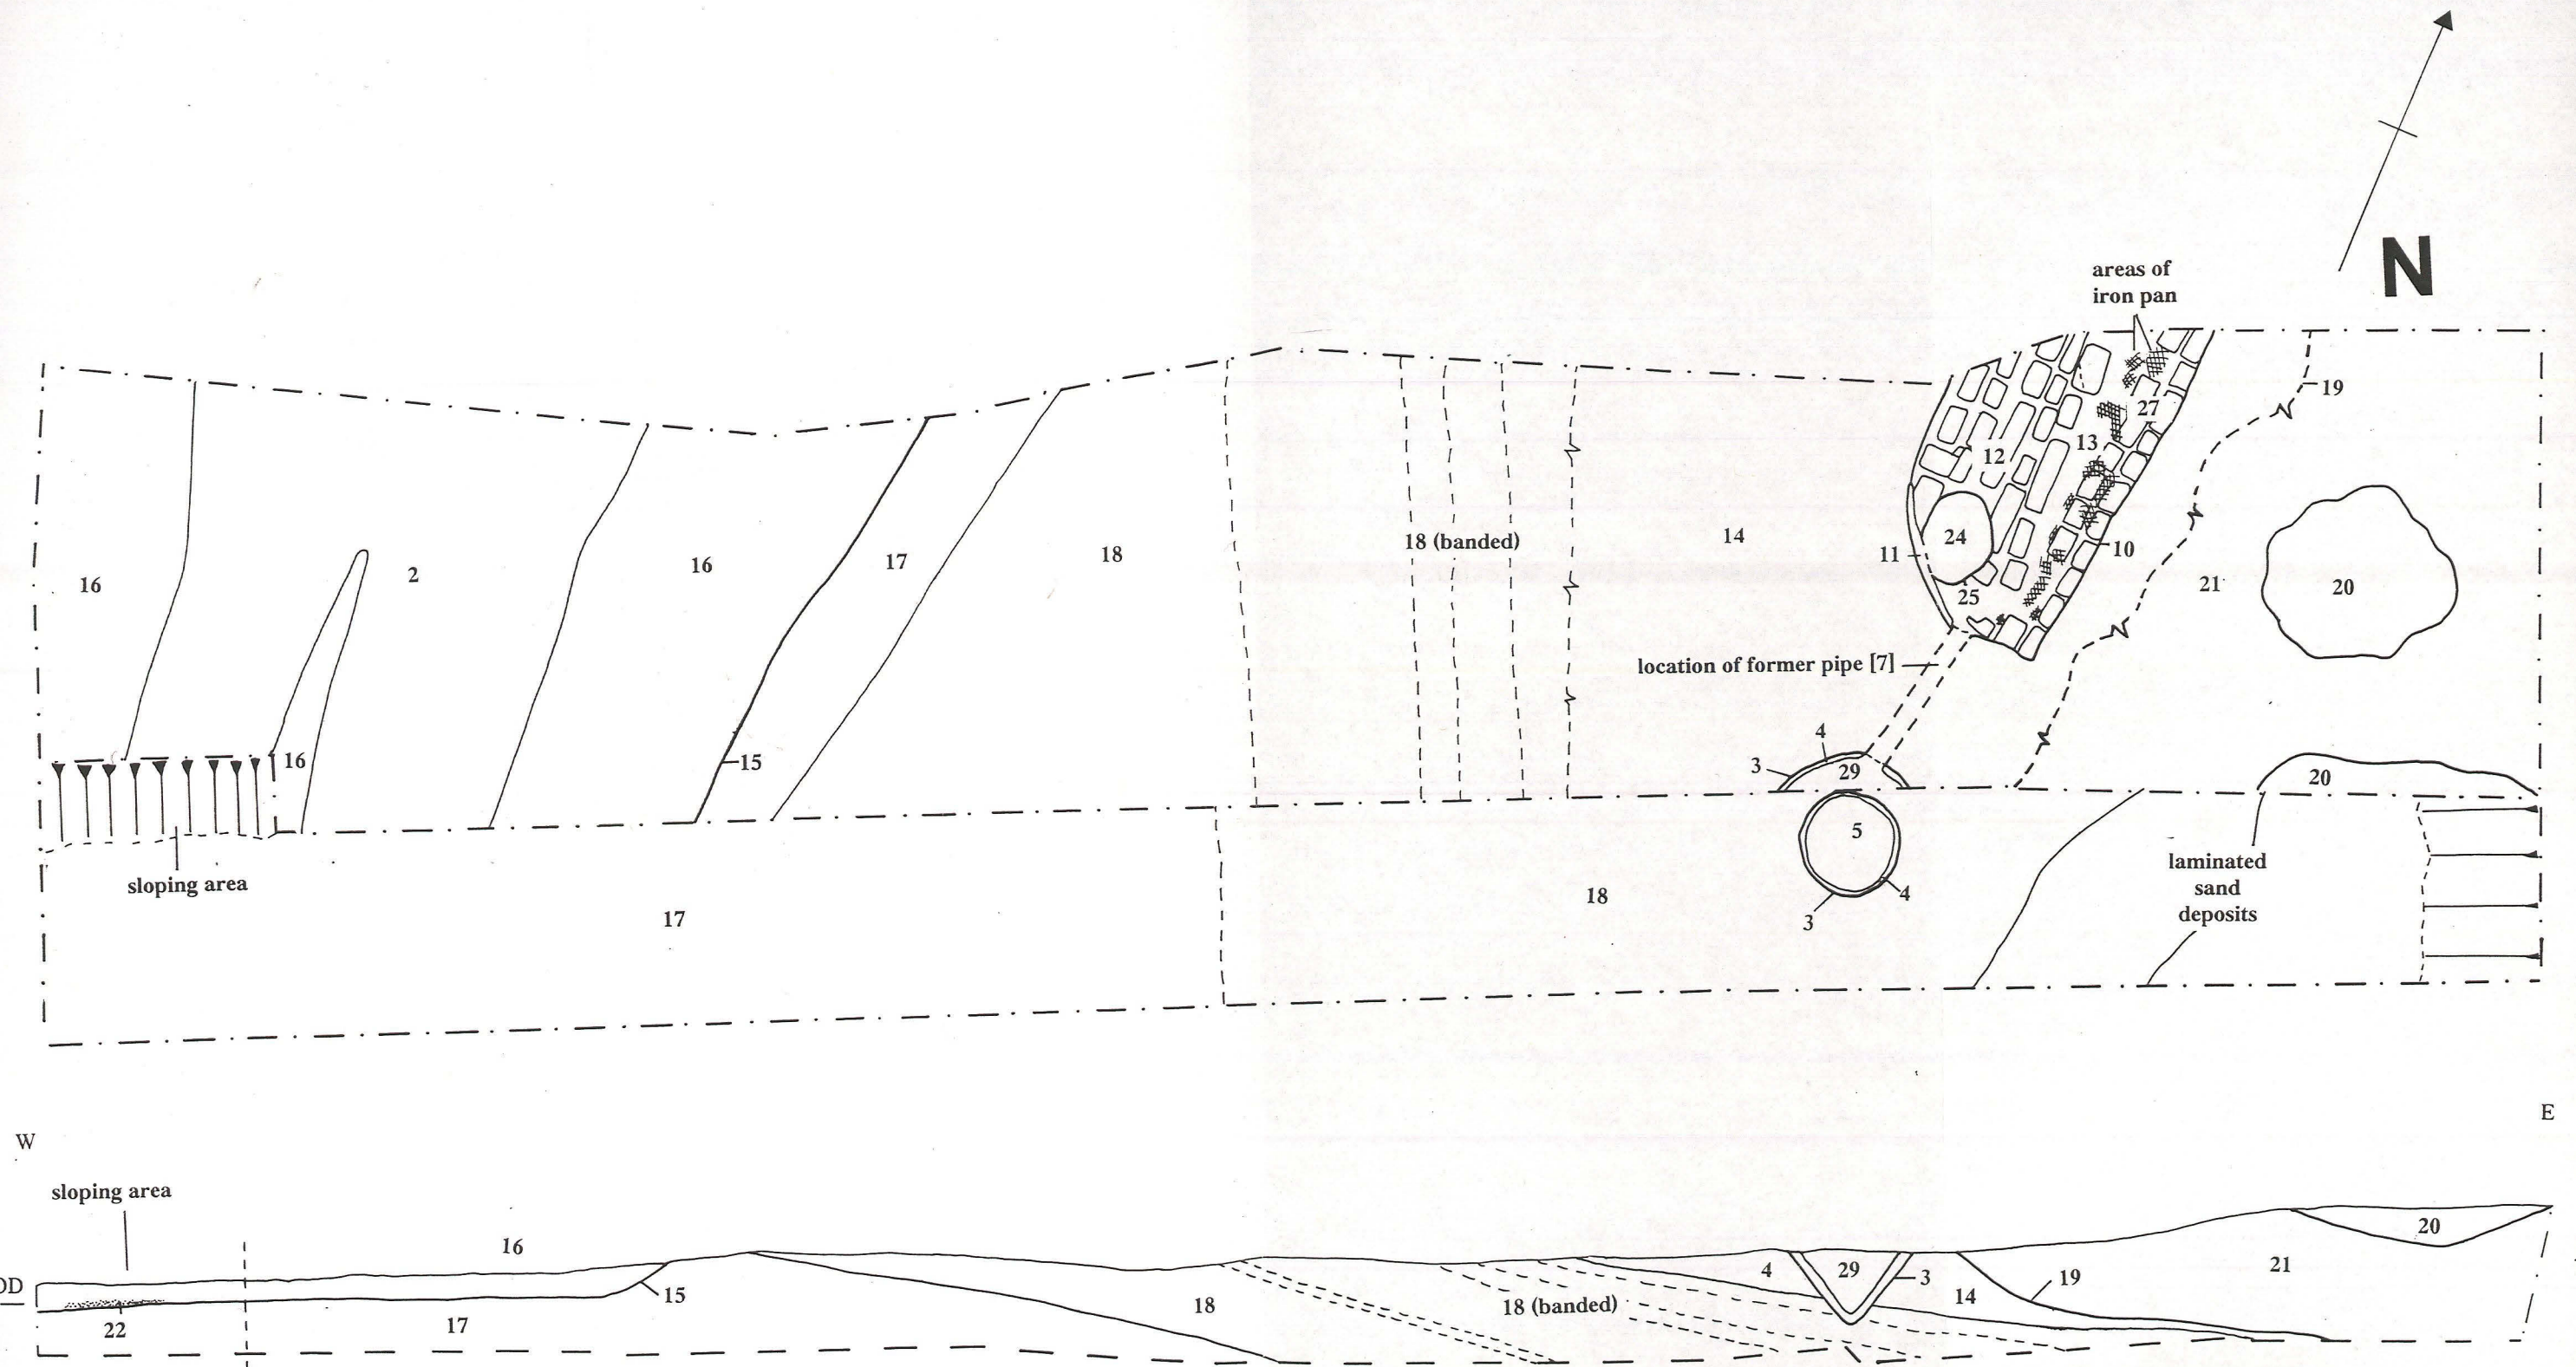 N
areas of
iron pan
19
27
13
12
16
2
16
17
18
18 (banded)
14
11
24
25
10
21
20
location of former pipe [7]
4
3
29
16
15
20
5
4
3
sloping area
17
18
laminated
sand
deposits
W
E
sloping area
16
20
OD
15
4
29
3
14
19
21
22
17
18
18 (banded)